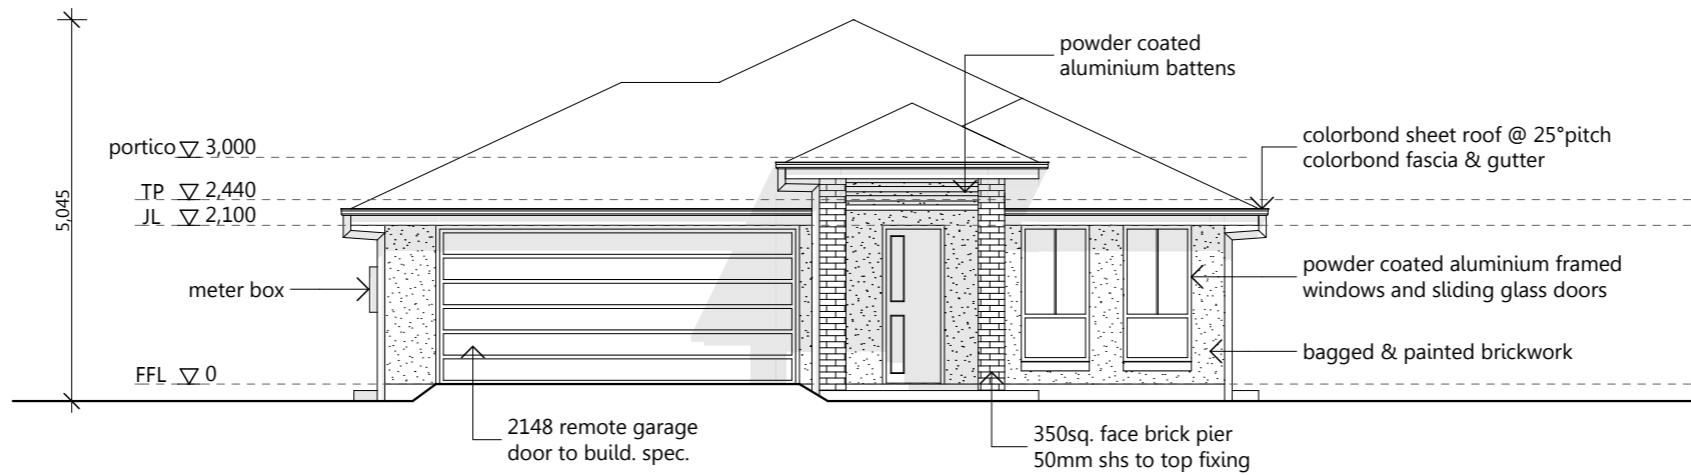 powder coated
aluminium battens
colorbond sheet roof @ 25°pitch
colorbond fascia & gutter
portico 3,000
TP 2,440
JL 2,100
5,045
meter box
powder coated aluminium framed
windows and sliding glass doors
bagged & painted brickwork
FFL 0
2148 remote garage
door to build. spec.
350sq. face brick pier
50mm shs to top fixing